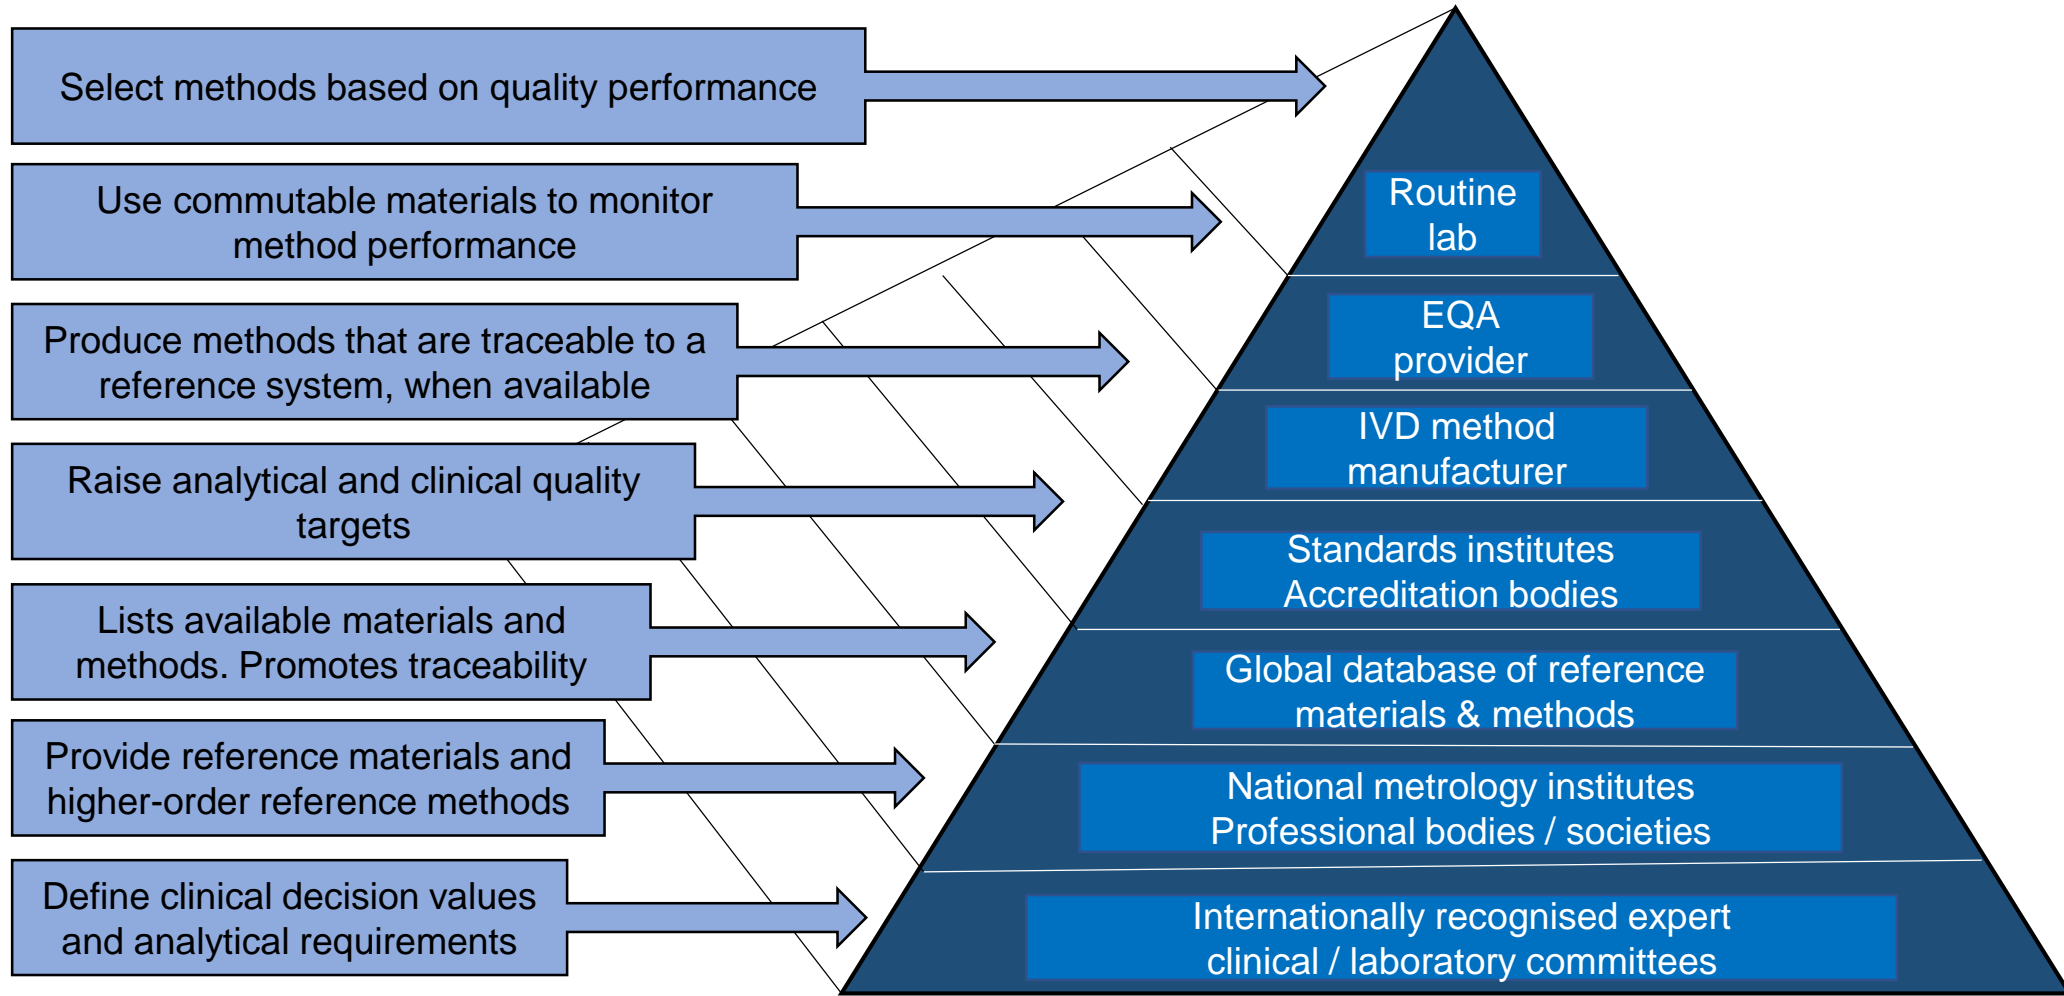 Select methods based on quality performance
Use commutable materials to monitor
method performance
Produce methods that are traceable to a
reference system, when available
Raise analytical and clinical quality
targets
Lists available materials and
methods. Promotes traceability
Provide reference materials and
higher-order reference methods
Define clinical decision values
and analytical requirements
Routine
lab
EQA
provider
IVD method
manufacturer
Standards institutes
Accreditation bodies
Global database of reference
materials & methods
National metrology institutes
Professional bodies / societies
Internationally recognised expert
clinical / laboratory committees